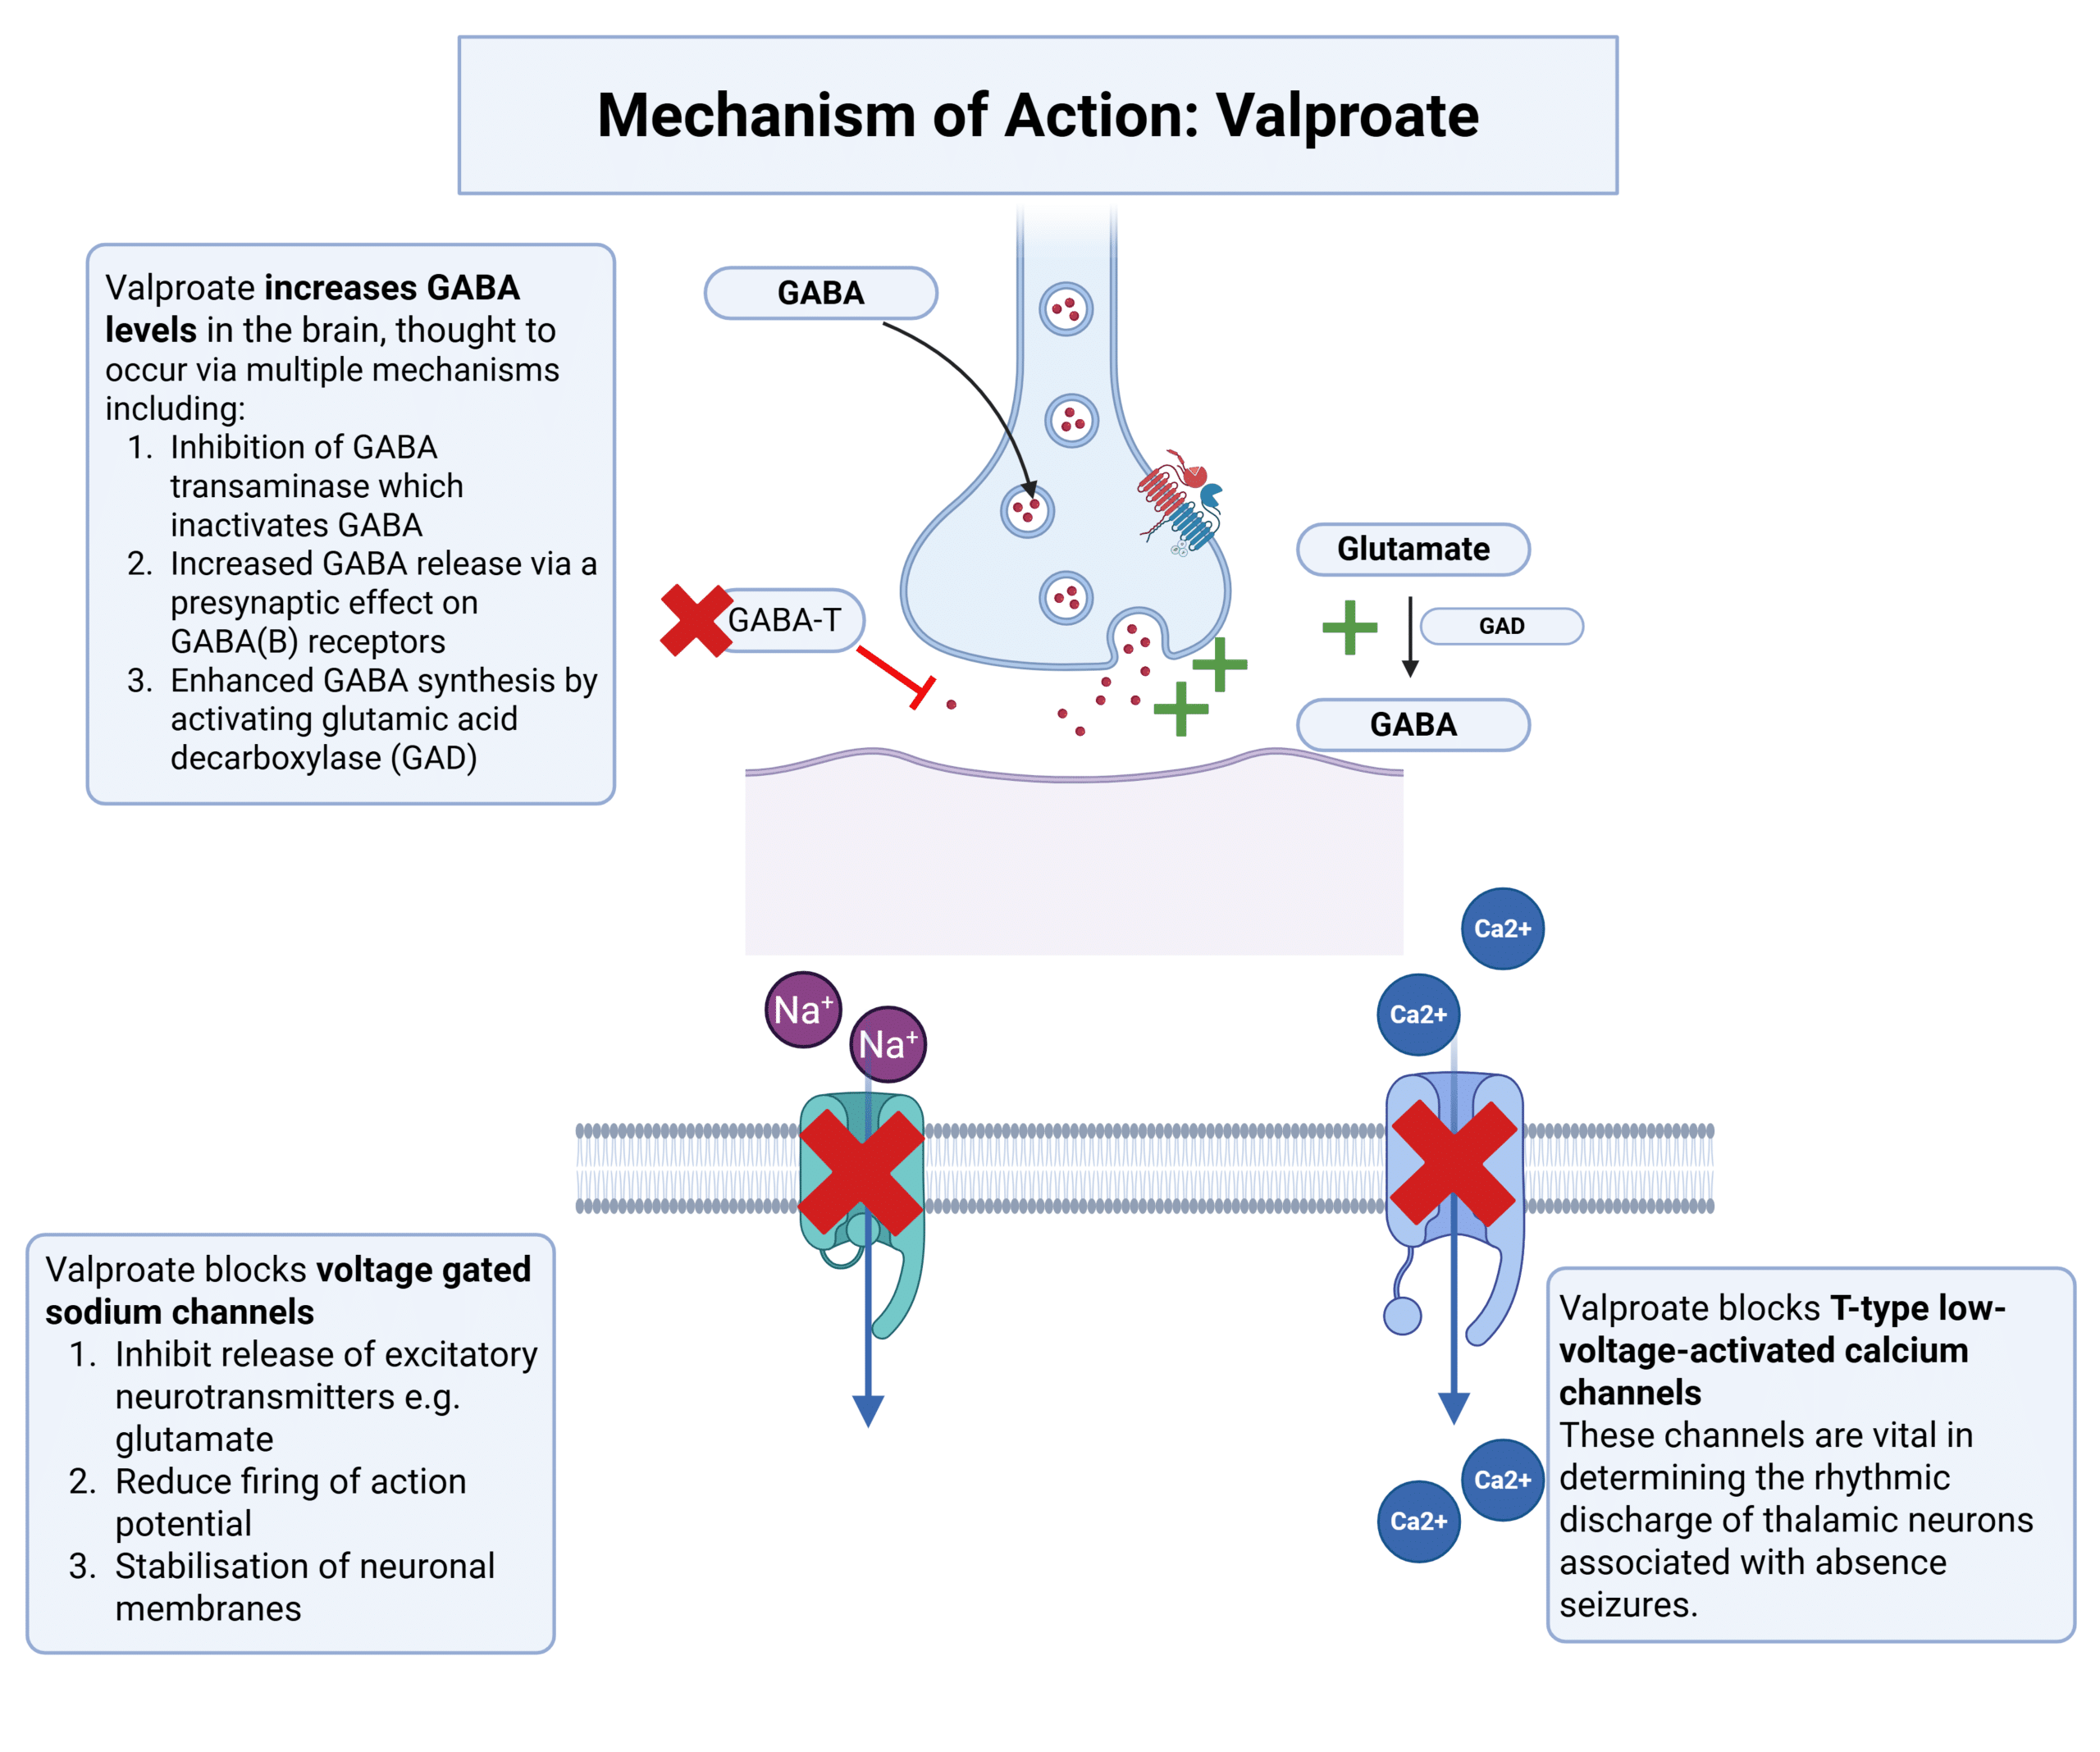 Mechanism of Action: Valproate
Valproate increases GABA
levels in the brain, thought to
occur via multiple mechanisms
including:
1. Inhibition of GABA
transaminase which
inactivates GABA
2. Increased GABA release via a
presynaptic effect on
GABA(B) receptors
3. Enhanced GABA synthesis by
activating glutamic acid
decarboxylase (GAD)
GABA
GABA-T
Glutamate
GAD
GABA
Na⁺
Na⁺
Ca2+
Ca2+
Valproate blocks voltage gated
sodium channels
1. Inhibit release of excitatory
neurotransmitters e.g.
glutamate
2. Reduce firing of action
potential
3. Stabilisation of neuronal
membranes
Ca2+
Ca2+
Valproate blocks T-type low-
voltage-activated calcium
channels
These channels are vital in
determining the rhythmic
discharge of thalamic neurons
associated with absence
seizures.